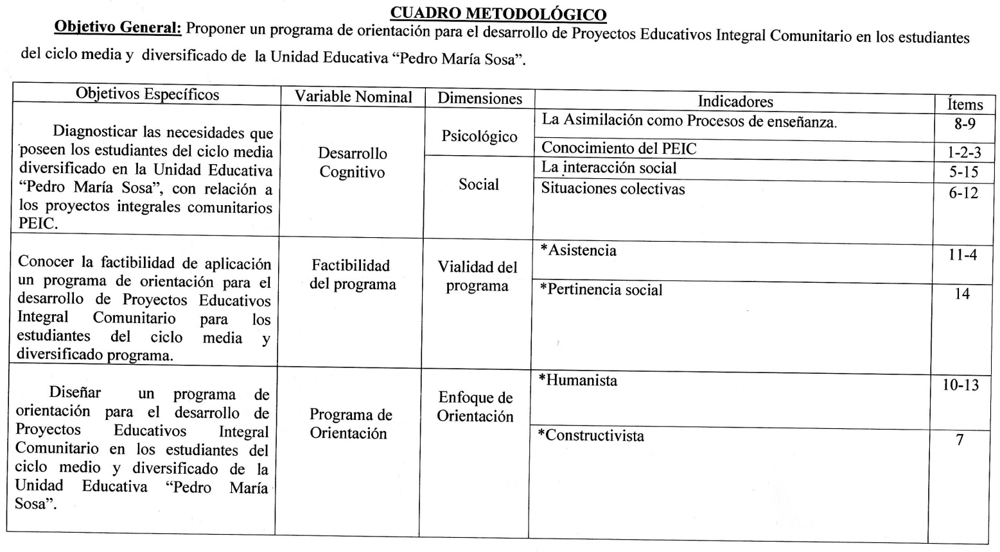 CUADRO METODOLÓGICO
Objetivo General: Proponer un programa de orientación para el desarrollo de Proyectos Educativos Integral Comunitario en los estudiantes
del ciclo media y diversificado de la Unidad Educativa “Pedro María Sosa”.
Objetivos Específicos
Variable Nominal
Dimensiones
Indicadores
Ítems
Diagnosticar las necesidades que
poseen los estudiantes del ciclo media
diversificado en la Unidad Educativa
“Pedro María Sosa”, con relación a
los proyectos integrales comunitarios
PEIC.
Desarrollo
Cognitivo
Psicológico
La Asimilación como Procesos de enseñanza.
8-9
Conocimiento del PEIC
1-2-3
Social
La interacción social
5-15
Situaciones colectivas
6-12
Conocer la factibilidad de aplicación
un programa de orientación para el
desarrollo de Proyectos Educativos
Integral Comunitario para los
estudiantes del ciclo media y
diversificado programa.
Factibilidad
del programa
Vialidad del
programa
*Asistencia
11-4
*Pertinencia social
14
Diseñar un programa de
orientación para el desarrollo de
Proyectos Educativos Integral
Comunitario en los estudiantes del
ciclo medio y diversificado de la
Unidad Educativa “Pedro María
Sosa”.
Programa de
Orientación
Enfoque de
Orientación
*Humanista
10-13
*Constructivista
7